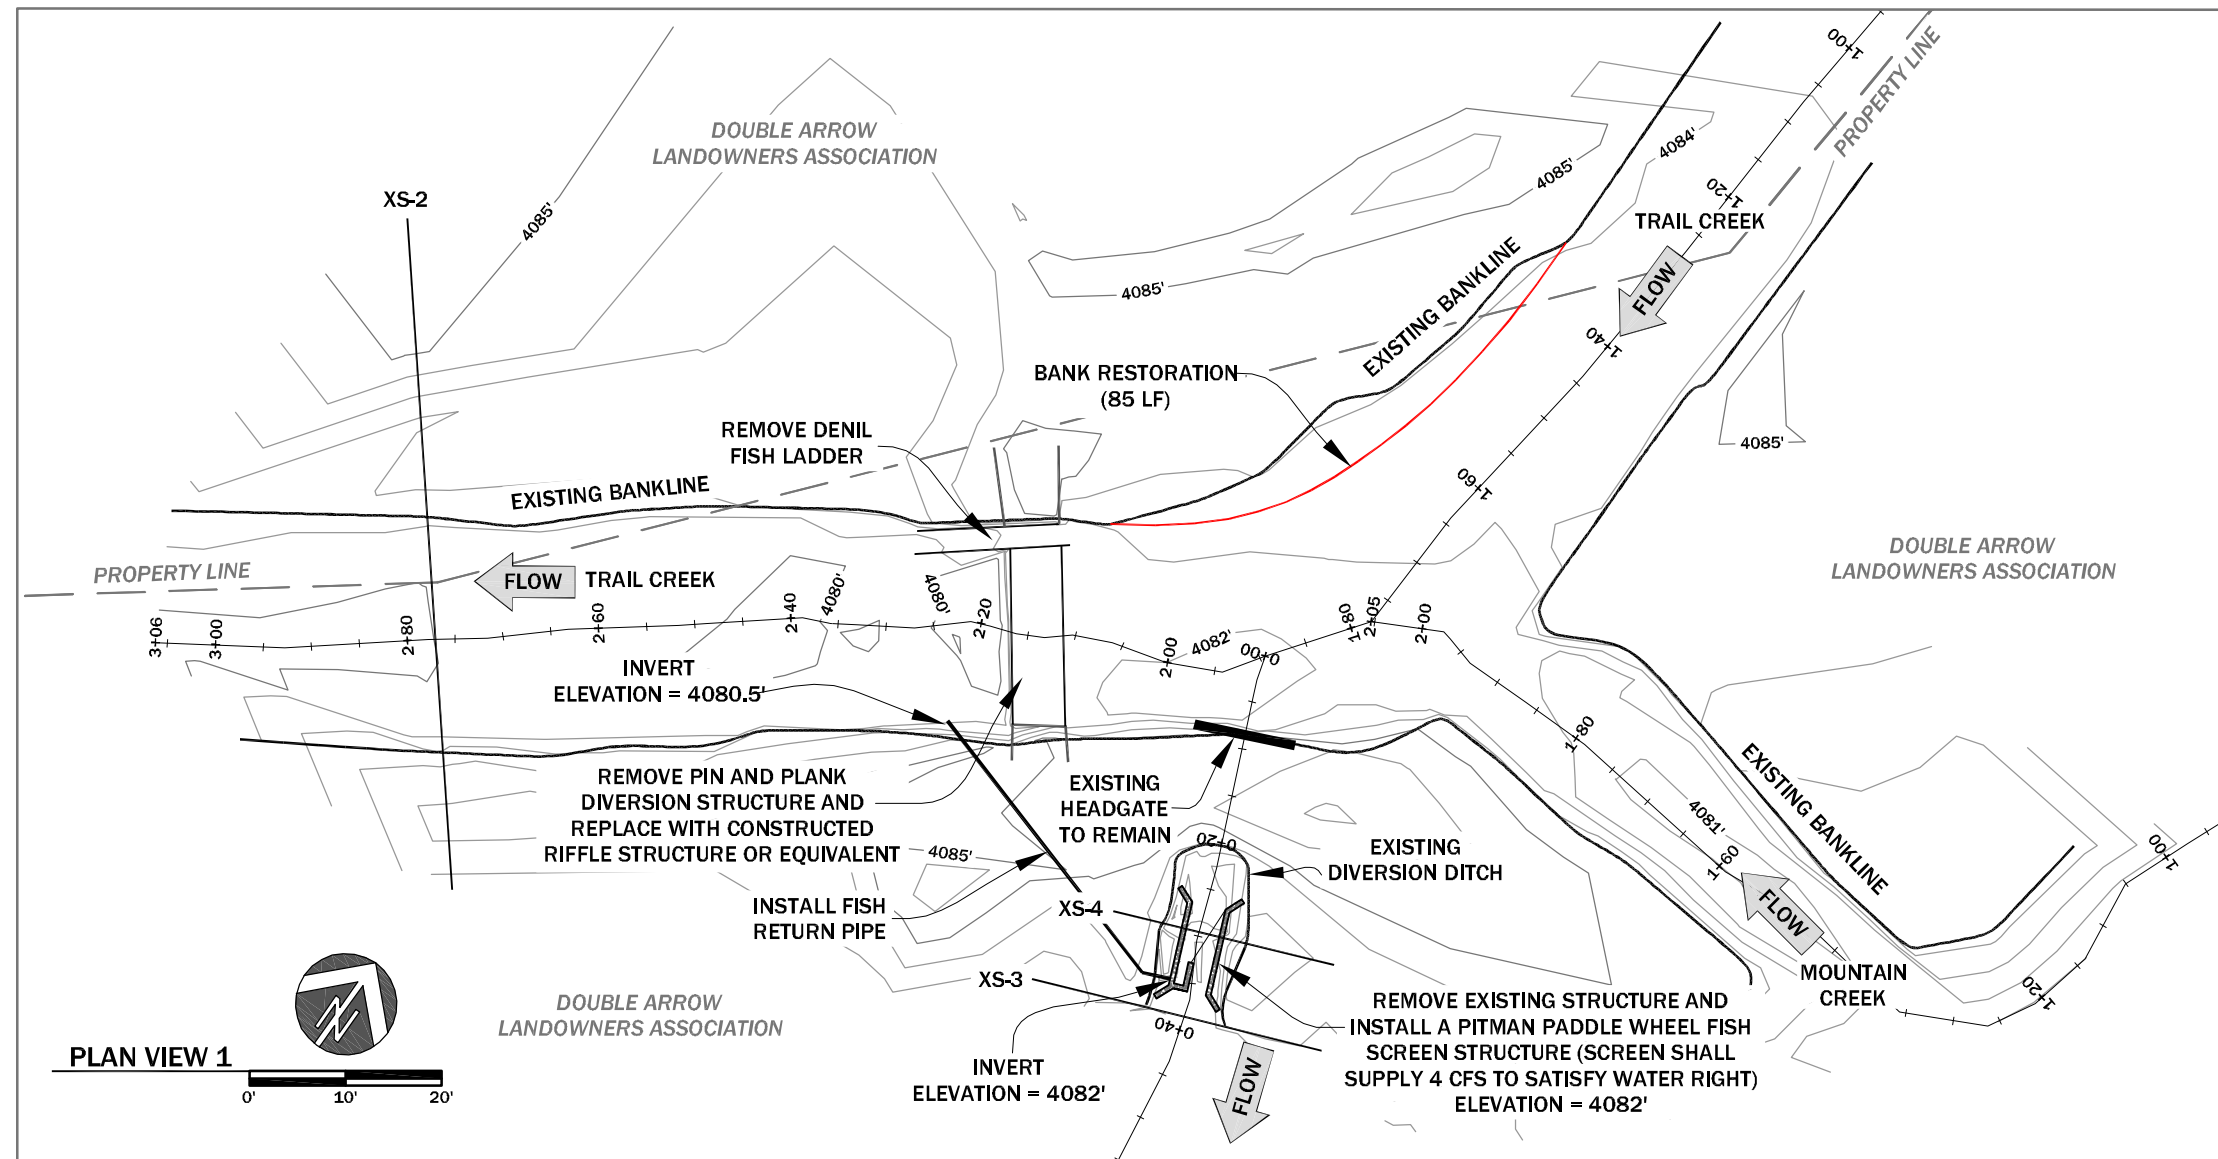 1+00
PROPERTY LINE
DOUBLE ARROW
LANDOWNERS ASSOCIATION
4084'
4085'
XS-2
4085'
1+20
TRAIL CREEK
FLOW
EXISTING BANKLINE
4085'
1+40
BANK RESTORATION
(85 LF)
REMOVE DENIL
FISH LADDER
4085'
1+60
EXISTING BANKLINE
DOUBLE ARROW
LANDOWNERS ASSOCIATION
PROPERTY LINE
FLOW
TRAIL CREEK
4080'
4080'
3+06
3+00
2+80
2+60
2+40
2+20
2+00
4082'
0+00
1+80
2+05
2+00
INVERT
ELEVATION = 4080.5'
1+80
EXISTING BANKLINE
REMOVE PIN AND PLANK
DIVERSION STRUCTURE AND
REPLACE WITH CONSTRUCTED
RIFFLE STRUCTURE OR EQUIVALENT
EXISTING
HEADGATE
TO REMAIN
4081'
0+20
4085'
EXISTING
DIVERSION DITCH
1+60
1+00
INSTALL FISH
RETURN PIPE
XS-4
FLOW
XS-3
MOUNTAIN
CREEK
1+20
DOUBLE ARROW
LANDOWNERS ASSOCIATION
0+40
REMOVE EXISTING STRUCTURE AND
INSTALL A PITMAN PADDLE WHEEL FISH
SCREEN STRUCTURE (SCREEN SHALL
SUPPLY 4 CFS TO SATISFY WATER RIGHT)
ELEVATION = 4082'
INVERT
ELEVATION = 4082'
FLOW
N
PLAN VIEW 1
0'
10'
20'